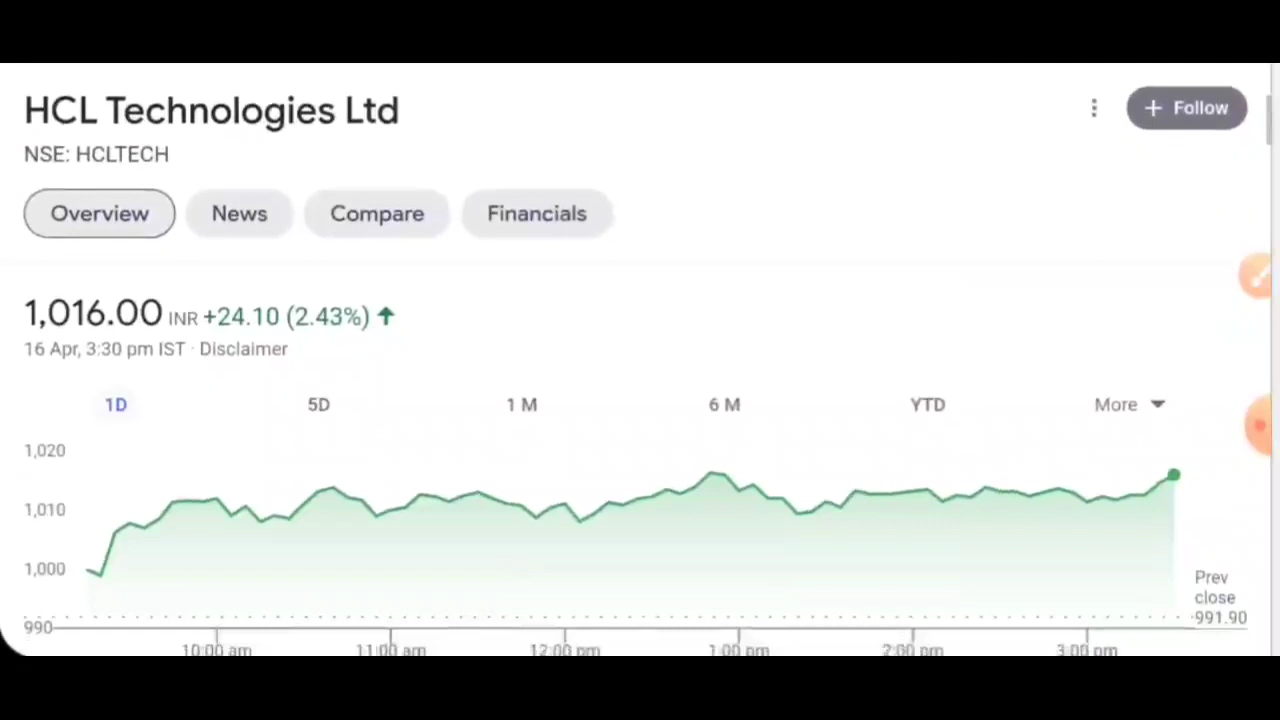 HCL Technologies Ltd
+ Follow
NSE: HCLTECH
Overview News Compare Financials
1,016.00 INR +24.10 (2.43%) ↑
16 Apr, 3:30 pm IST · Disclaimer
1D 5D 1 M 6 M YTD More
1,020
1,010
1,000
Prev
close
991.90
990
10:00 am 11:00 am 12:00 pm 1:00 pm 2:00 pm 3:00 pm